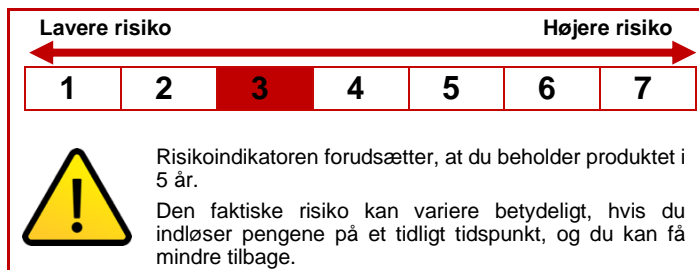 Lavere risiko Højere risiko
1 2 3 4 5 6 7
Risikoindikatoren forudsætter, at du beholder produktet i
5 år.
Den faktiske risiko kan variere betydeligt, hvis du
indløser pengene på et tidligt tidspunkt, og du kan få
mindre tilbage.